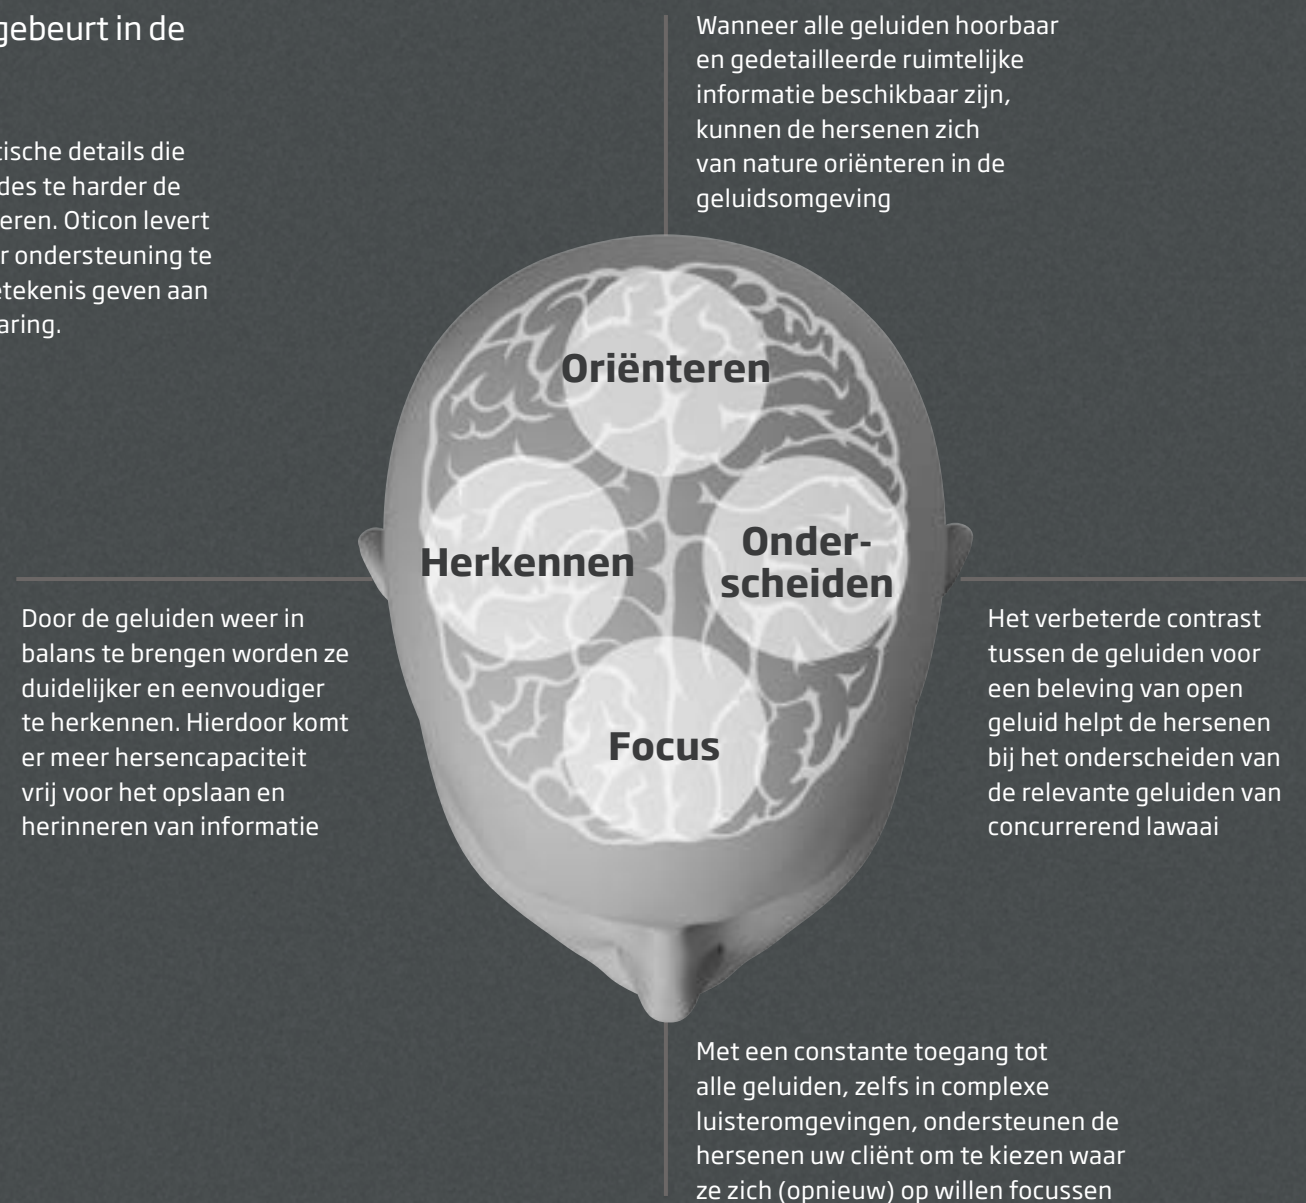 gebeurt in de
tische details die
des te harder de
eren. Oticon levert
r ondersteuning te
etekenis geven aan
aring.
Wanneer alle geluiden hoorbaar
en gedetailleerde ruimtelijke
informatie beschikbaar zijn,
kunnen de hersenen zich
van nature oriënteren in de
geluidsomgeving
Oriënteren
Herkennen
Onder-
scheiden
Focus
Door de geluiden weer in
balans te brengen worden ze
duidelijker en eenvoudiger
te herkennen. Hierdoor komt
er meer hersencapaciteit
vrij voor het opslaan en
herinneren van informatie
Het verbeterde contrast
tussen de geluiden voor
een beleving van open
geluid helpt de hersenen
bij het onderscheiden van
de relevante geluiden van
concurrerend lawaai
Met een constante toegang tot
alle geluiden, zelfs in complexe
luisteromgevingen, ondersteunen de
hersenen uw cliënt om te kiezen waar
ze zich (opnieuw) op willen focussen